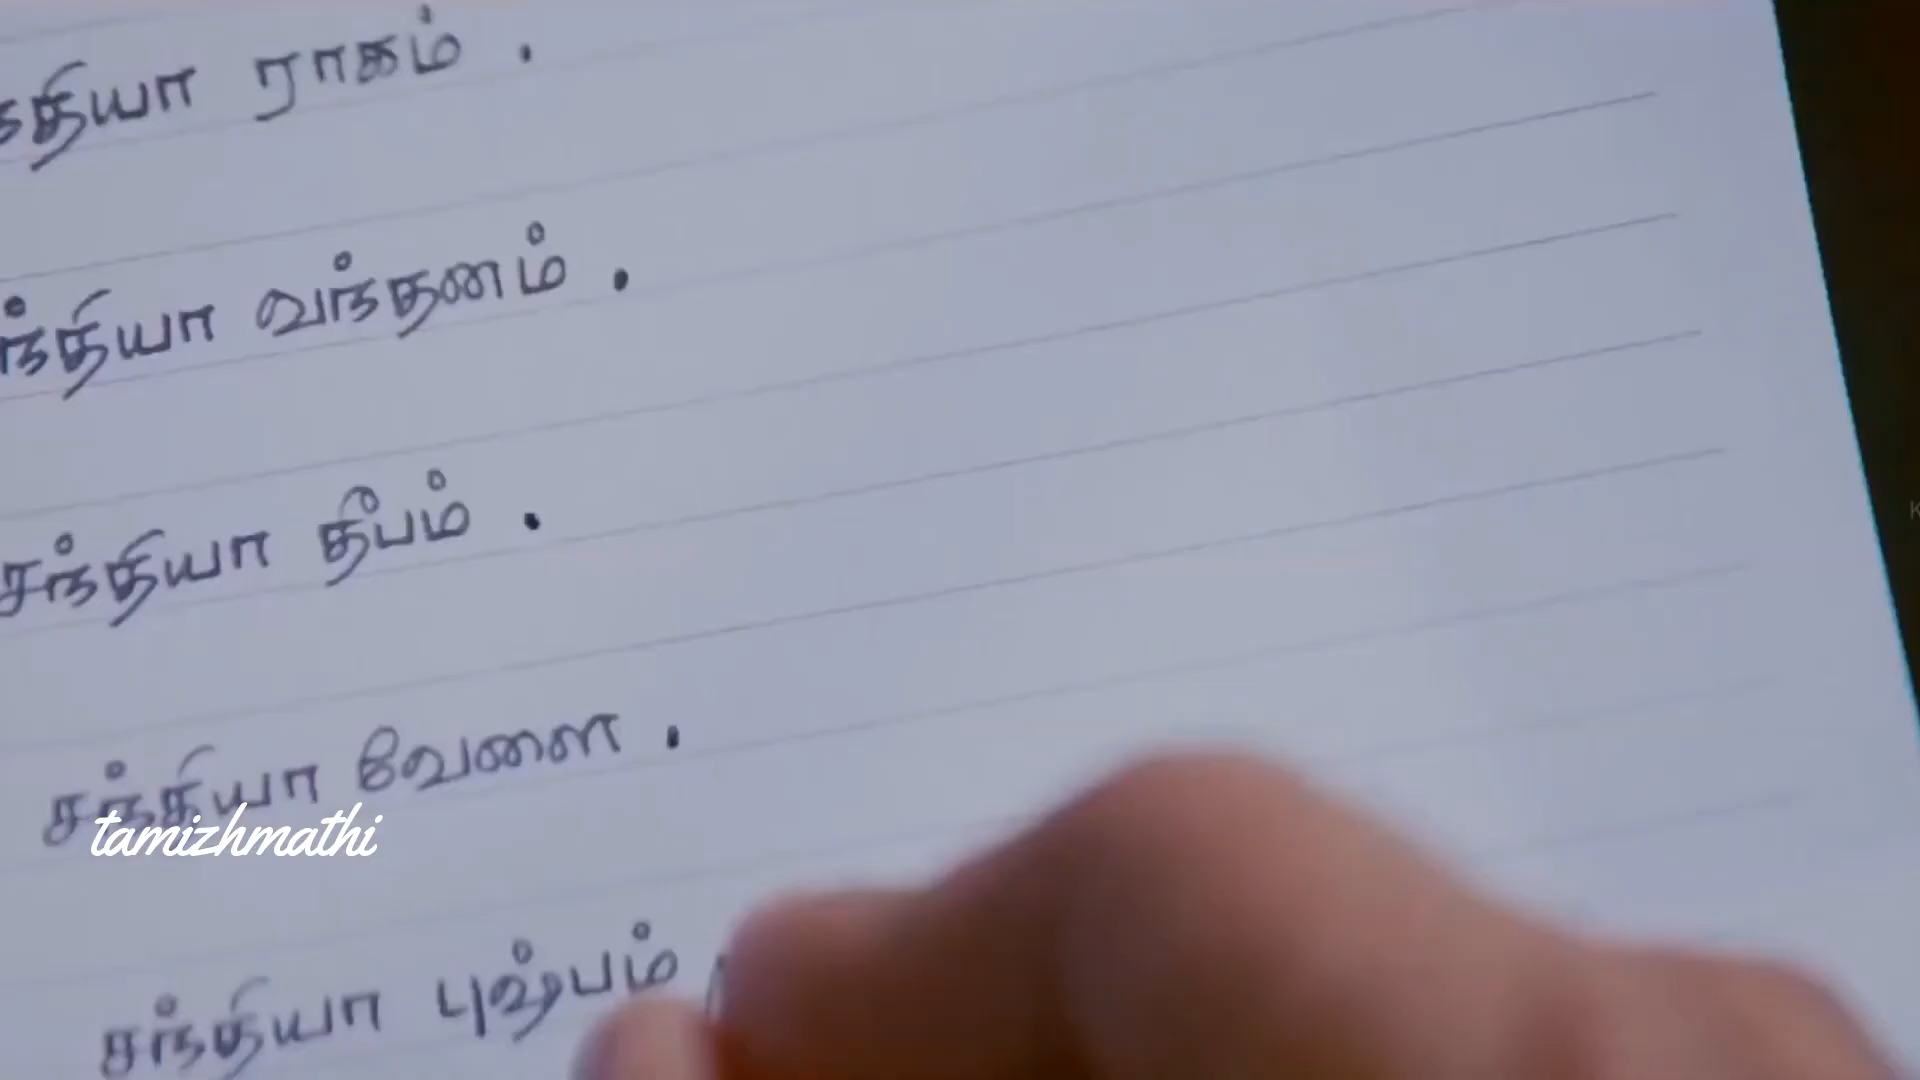 ந்தியா ராகம் .
ந்தியா வந்தனம் .
சந்தியா தீபம் .
சந்தியா வேளை .
tamizhmathi
சந்தியா புஷ்பம்
K